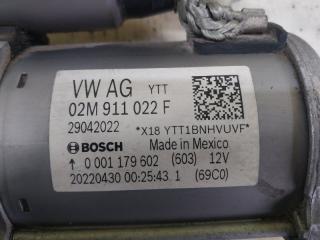 VW AG YTT
02M 911 022 F
29042022 *X18 YTT1BNHVUVF*
BOSCH Made in Mexico
↑ 0 001 179 602 (603) 12V
20220430 00:25:43 1 (69C0)